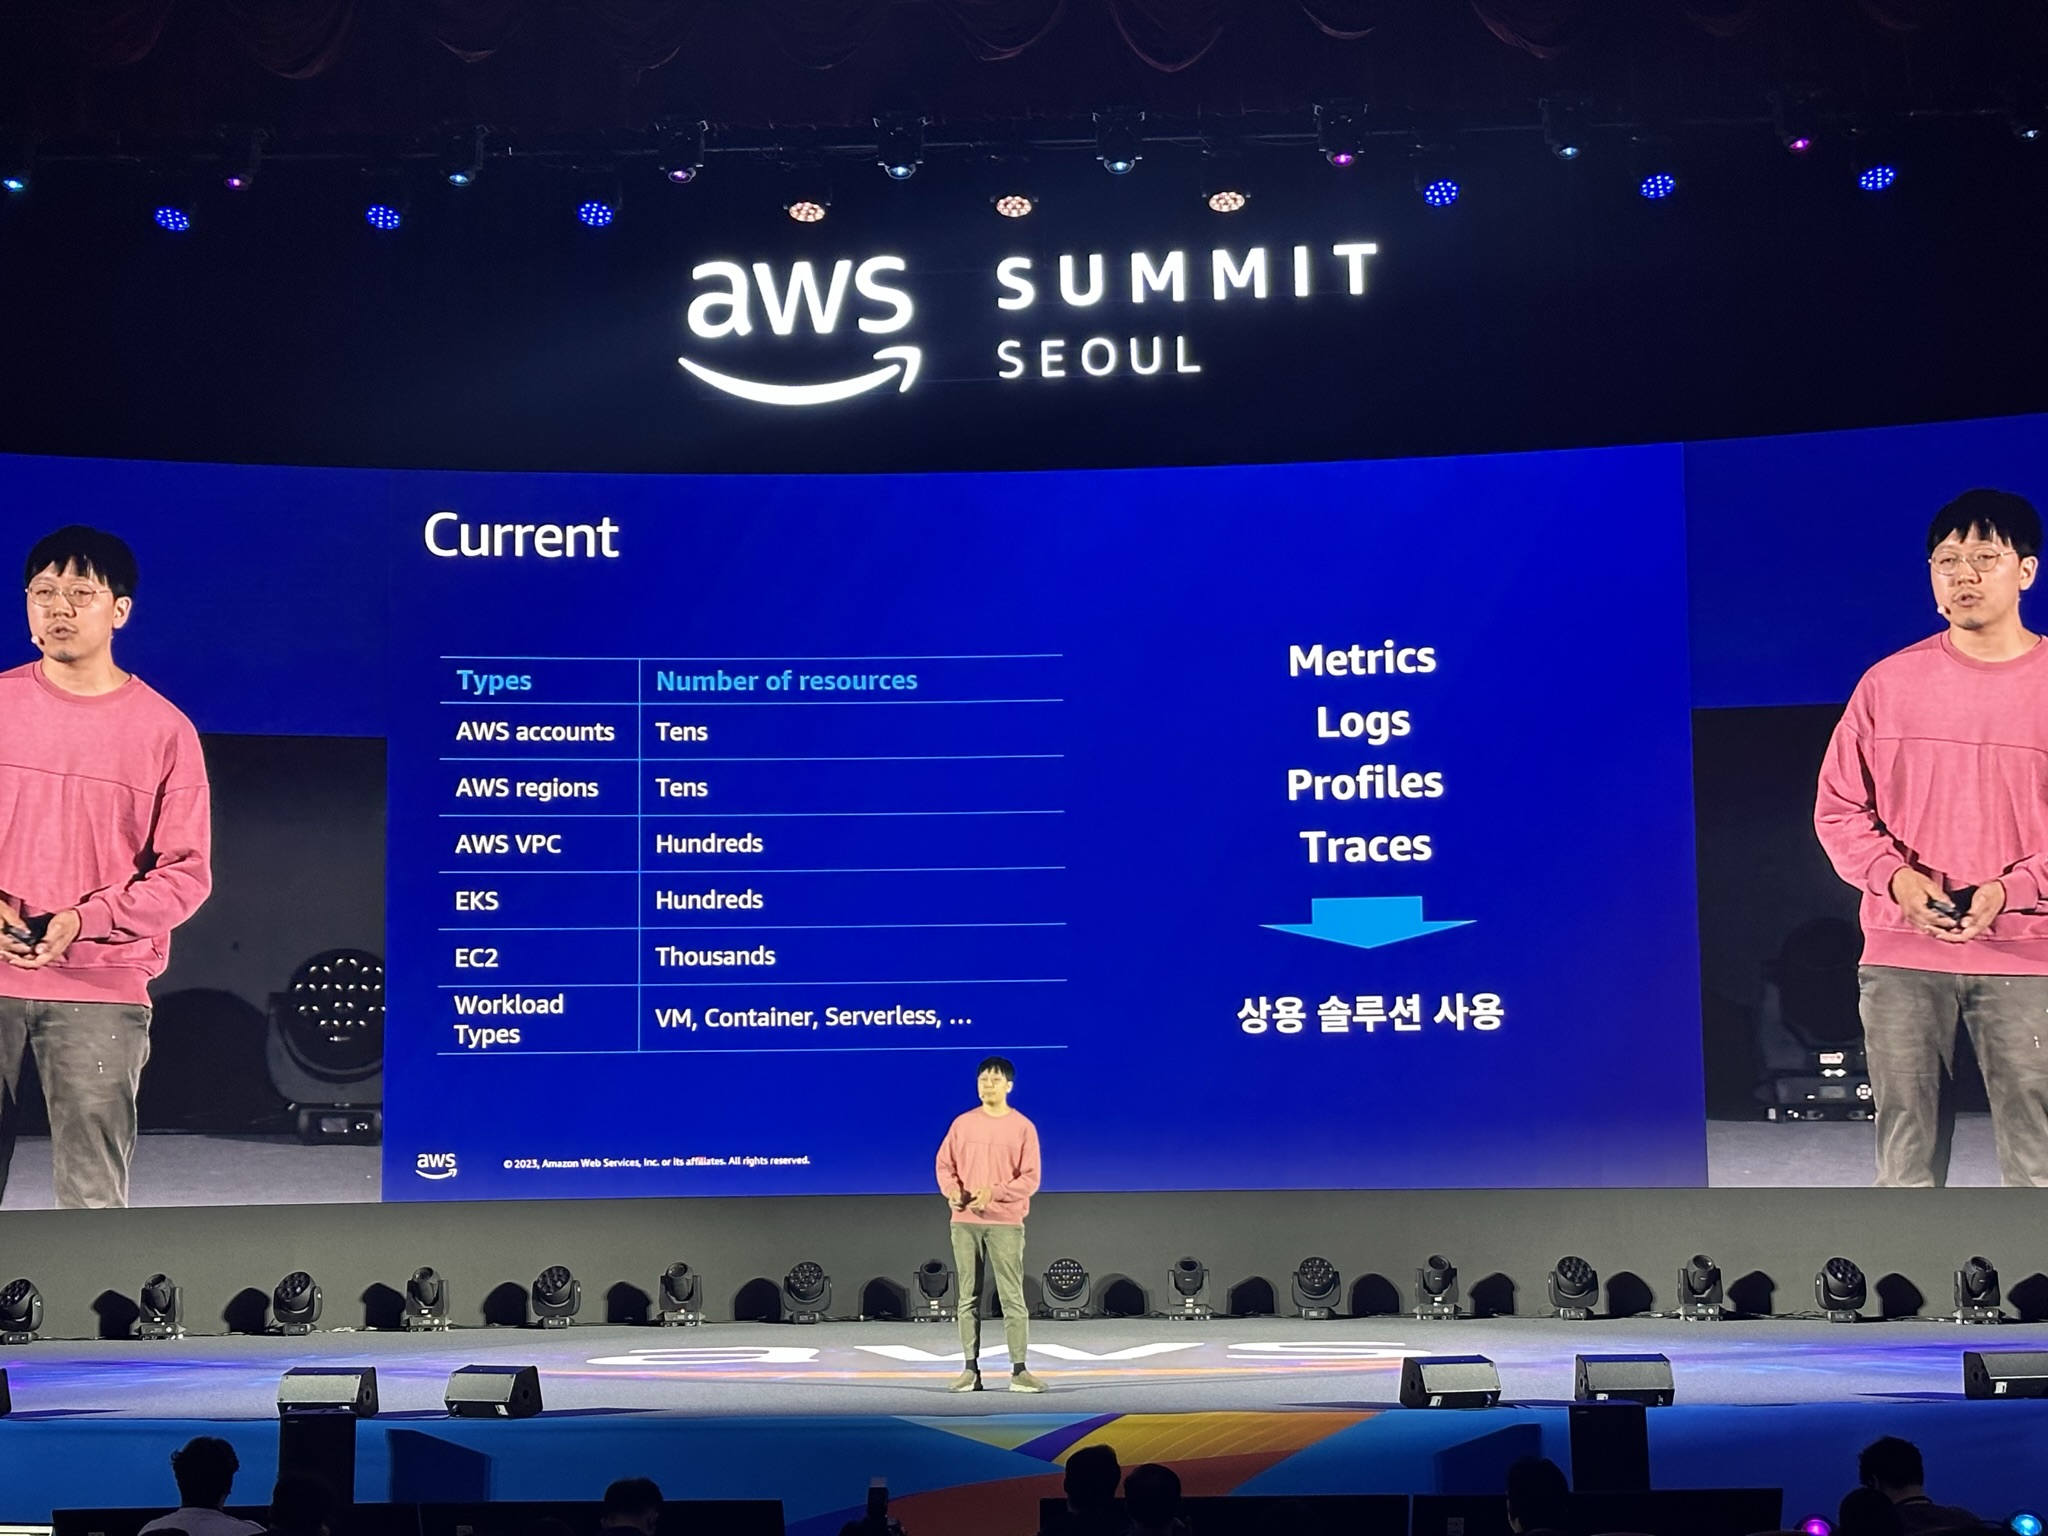 aws SUMMIT
SEOUL
Current
Types Number of resources
AWS accounts Tens
AWS regions Tens
AWS VPC Hundreds
EKS Hundreds
EC2 Thousands
Workload
Types VM, Container, Serverless, ...
Metrics
Logs
Profiles
Traces
상용 솔루션 사용
aws © 2023, Amazon Web Services, Inc. or its affiliates. All rights reserved.
aws